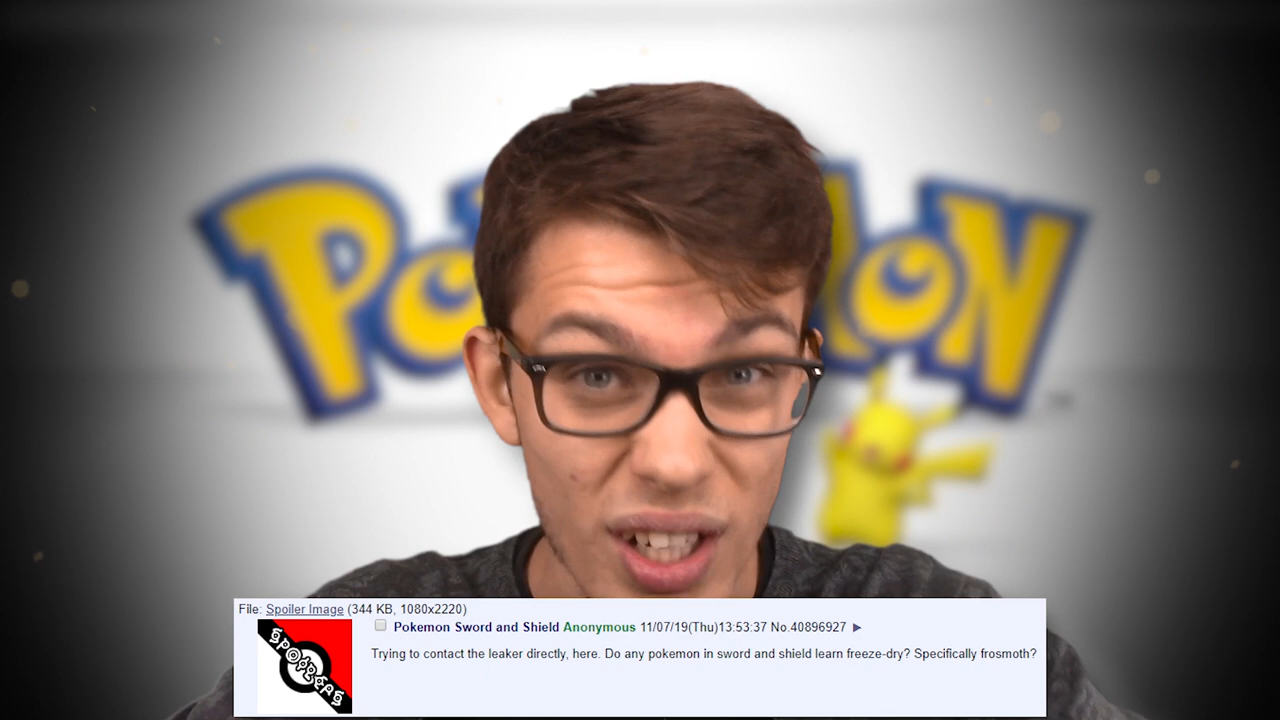 POKÉMON
File: Spoiler Image (344 KB, 1080x2220)
SPOILERS
Pokemon Sword and Shield Anonymous 11/07/19(Thu)13:53:37 No.40896927 ▶
Trying to contact the leaker directly, here. Do any pokemon in sword and shield learn freeze-dry? Specifically frosmoth?